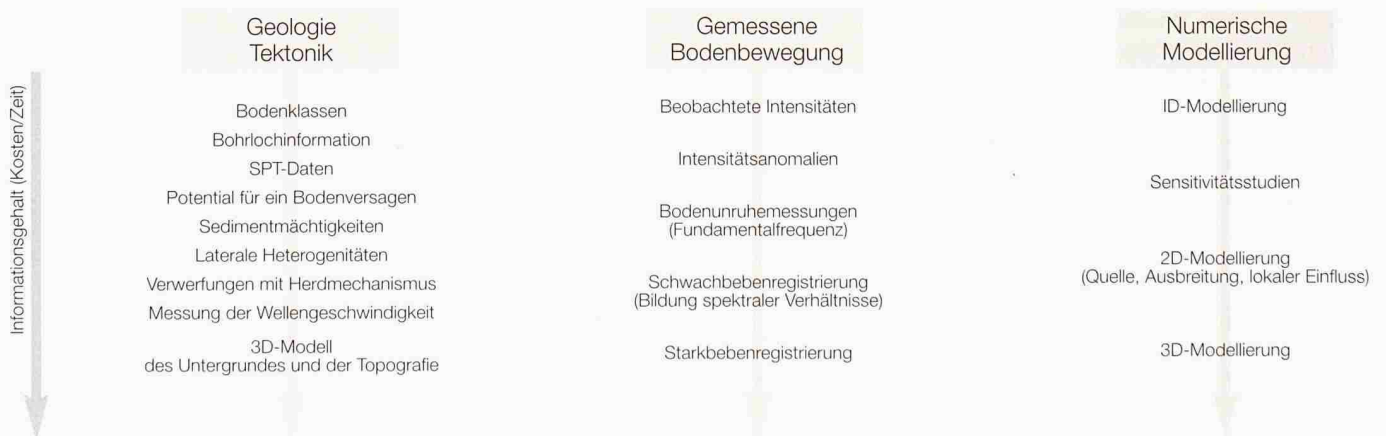 Informationsgehalt (Kosten/Zeit)
Geologie
Tektonik
Bodenklassen
Bohrlochinformation
SPT-Daten
Potential für ein Bodenversagen
Sedimentmächtigkeiten
Laterale Heterogenitäten
Verwerfungen mit Herdmechanismus
Messung der Wellengeschwindigkeit
3D-Modell
des Untergrundes und der Topografie
Gemessene
Bodenbewegung
Beobachtete Intensitäten
Intensitätsanomalien
Bodenunruhemessungen
(Fundamentalfrequenz)
Schwachbebenregistrierung
(Bildung spektraler Verhältnisse)
Starkbebenregistrierung
Numerische
Modellierung
ID-Modellierung
Sensitivitätsstudien
2D-Modellierung
(Quelle, Ausbreitung, lokaler Einfluss)
3D-Modellierung